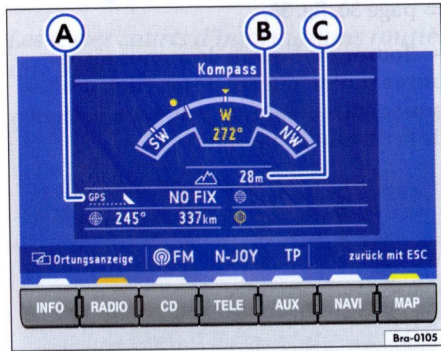 A
B
C
Kompass
SW
W
NW
272°
28m
GPS
NO FIX
245°
337km
Ortungsanzeige
FM
N-JOY
TP
zurück mit ESC
INFO
RADIO
CD
TELE
AUX
NAVI
MAP
Bra-0105